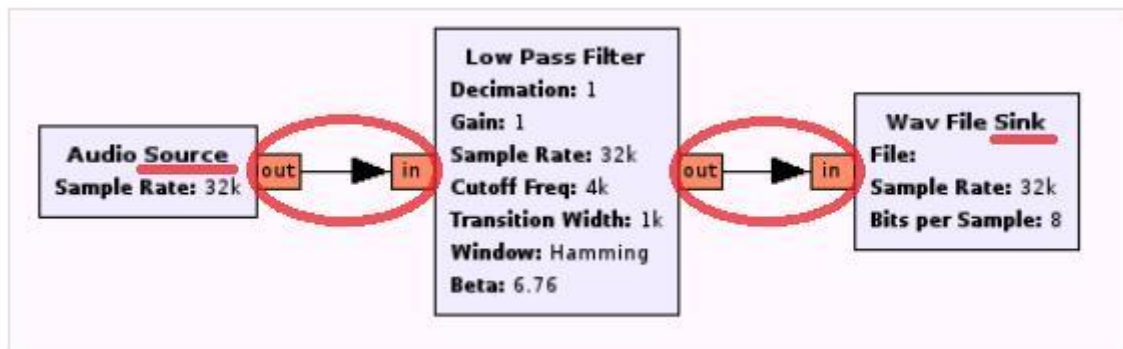 Audio Source
Sample Rate: 32k
out
in
Low Pass Filter
Decimation: 1
Gain: 1
Sample Rate: 32k
Cutoff Freq: 4k
Transition Width: 1k
Window: Hamming
Beta: 6.76
out
in
Wav File Sink
File:
Sample Rate: 32k
Bits per Sample: 8